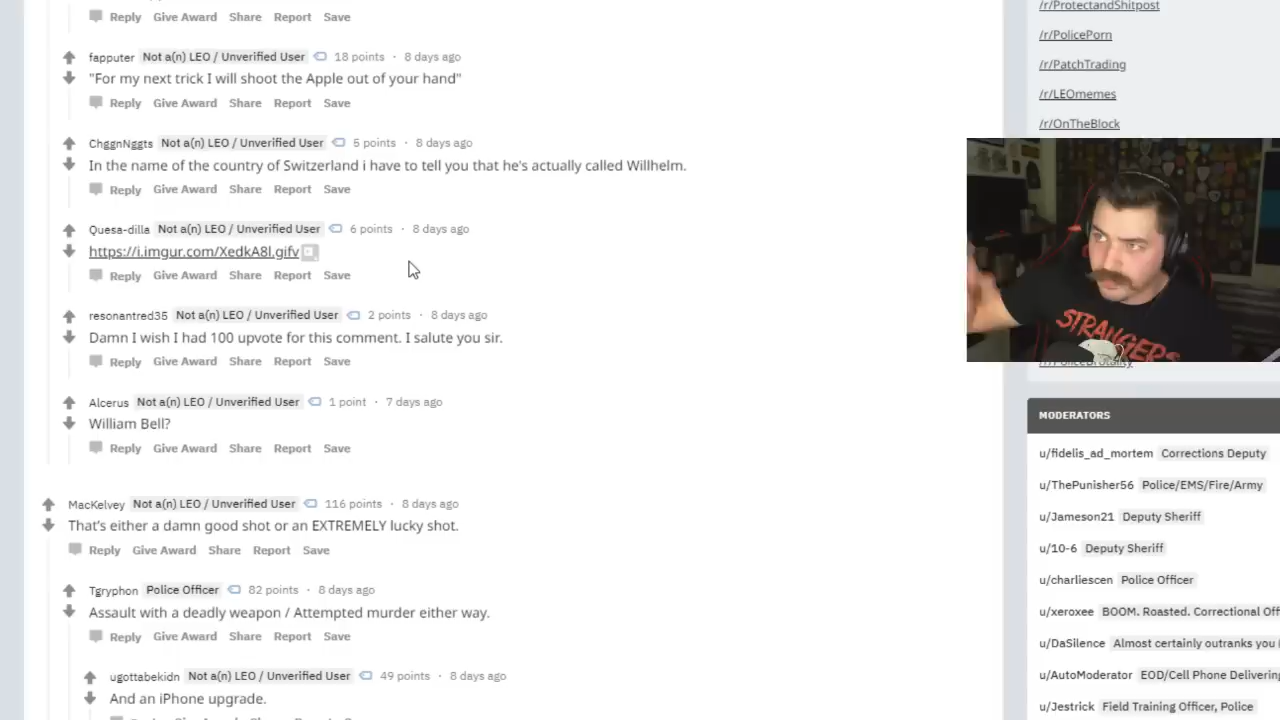 Reply Give Award Share Report Save
/r/ProtectandShitpost
/r/PolicePorn
/r/PatchTrading
/r/LEOmemes
/r/OnTheBlock
fapputer Not a(n) LEO / Unverified User 18 points · 8 days ago
"For my next trick I will shoot the Apple out of your hand"
Reply Give Award Share Report Save
ChggnNggts Not a(n) LEO / Unverified User 5 points · 8 days ago
In the name of the country of Switzerland i have to tell you that he's actually called Willhelm.
Reply Give Award Share Report Save
Quesa-dilla Not a(n) LEO / Unverified User 6 points · 8 days ago
https://i.imgur.com/XedkA8l.gifv
Reply Give Award Share Report Save
resonantred35 Not a(n) LEO / Unverified User 2 points · 8 days ago
Damn I wish I had 100 upvote for this comment. I salute you sir.
Reply Give Award Share Report Save
Alcerus Not a(n) LEO / Unverified User 1 point · 7 days ago
William Bell?
Reply Give Award Share Report Save
MacKelvey Not a(n) LEO / Unverified User 116 points · 8 days ago
That's either a damn good shot or an EXTREMELY lucky shot.
Reply Give Award Share Report Save
Tgryphon Police Officer 82 points · 8 days ago
Assault with a deadly weapon / Attempted murder either way.
Reply Give Award Share Report Save
ugottabekidn Not a(n) LEO / Unverified User 49 points · 8 days ago
And an iPhone upgrade.
STRANGERS
/r/PoliceBrutality
MODERATORS
u/fidelis_ad_mortem Corrections Deputy
u/ThePunisher56 Police/EMS/Fire/Army
u/Jameson21 Deputy Sheriff
u/10-6 Deputy Sheriff
u/charliescen Police Officer
u/xeroxee BOOM. Roasted. Correctional Off
u/DaSilence Almost certainly outranks you
u/AutoModerator EOD/Cell Phone Delivering
u/Jestrick Field Training Officer, Police